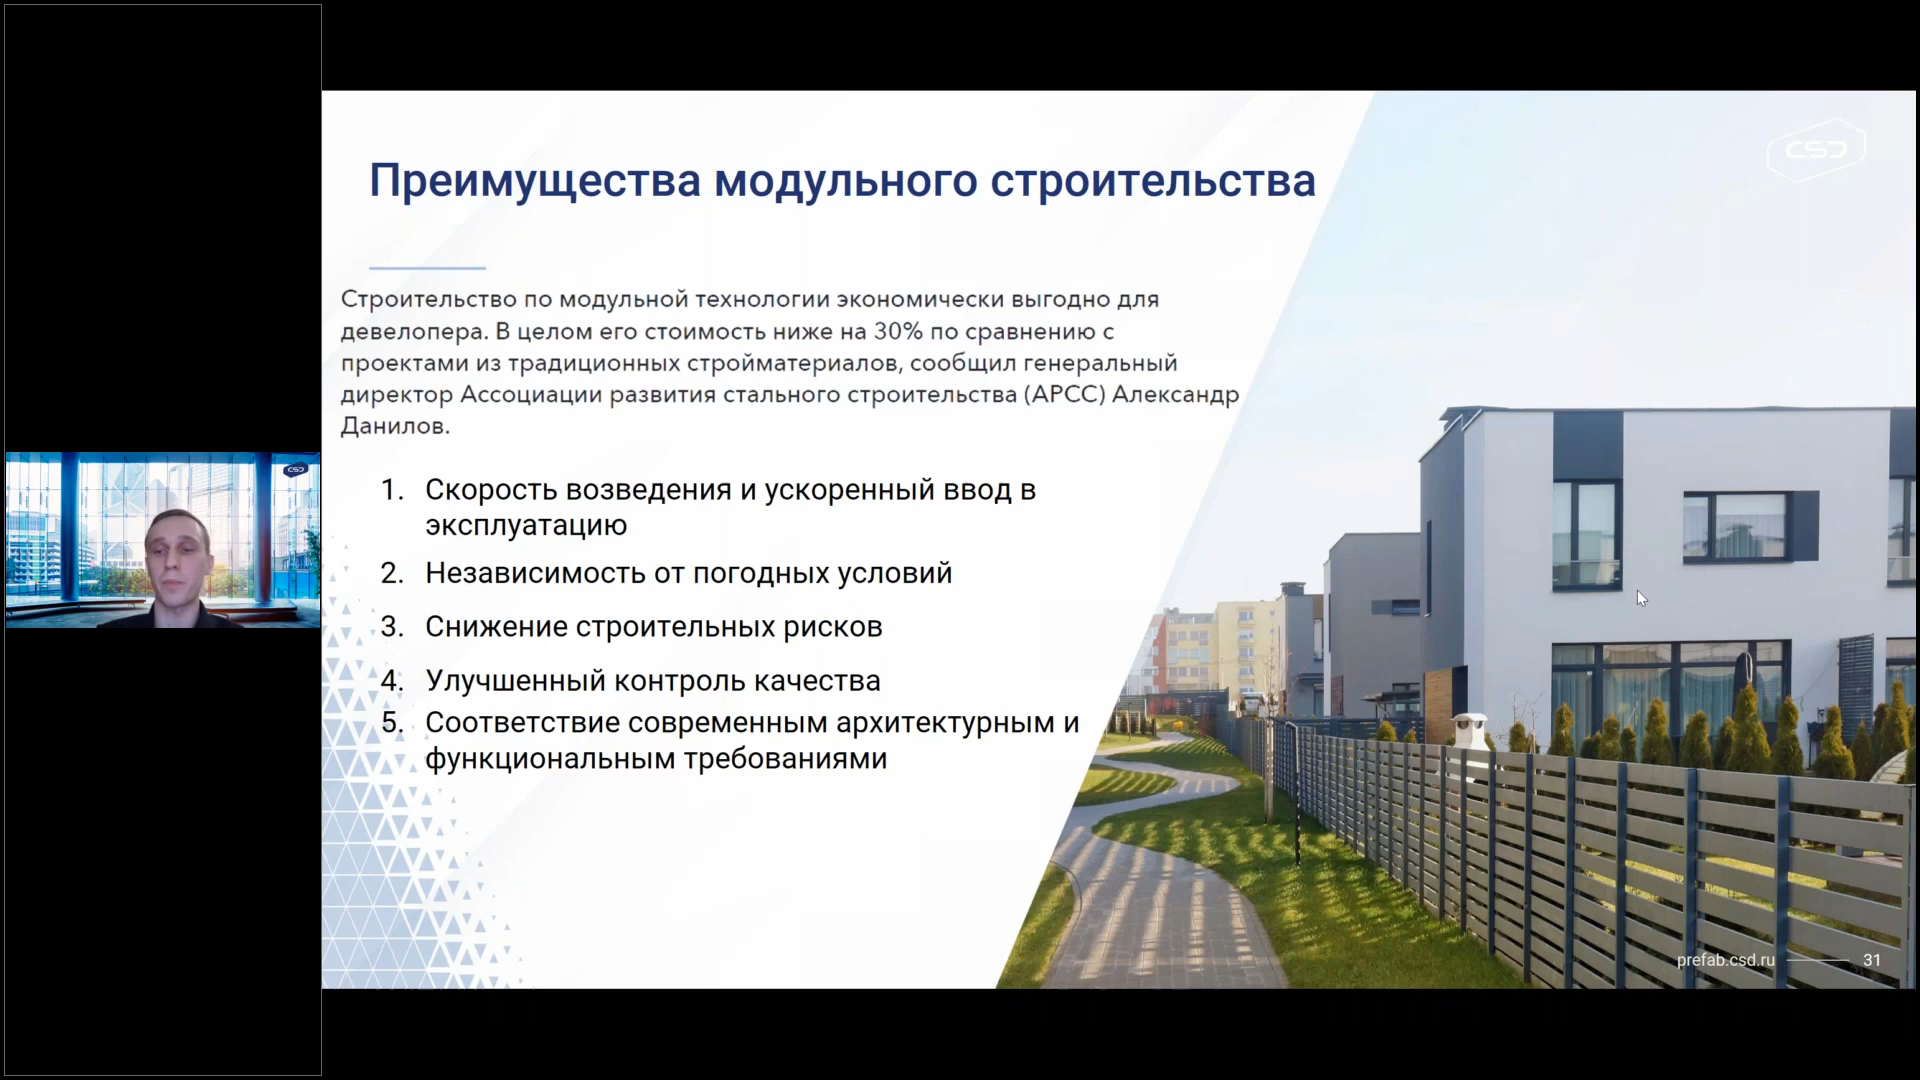 CSD
Преимущества модульного строительства
Строительство по модульной технологии экономически выгодно для
девелопера. В целом его стоимость ниже на 30% по сравнению с
проектами из традиционных стройматериалов, сообщил генеральный
директор Ассоциации развития стального строительства (АРСС) Александр
Данилов.
1. Скорость возведения и ускоренный ввод в
эксплуатацию
2. Независимость от погодных условий
3. Снижение строительных рисков
4. Улучшенный контроль качества
5. Соответствие современным архитектурным и
функциональным требованиями
CSD
prefab.csd.ru 31